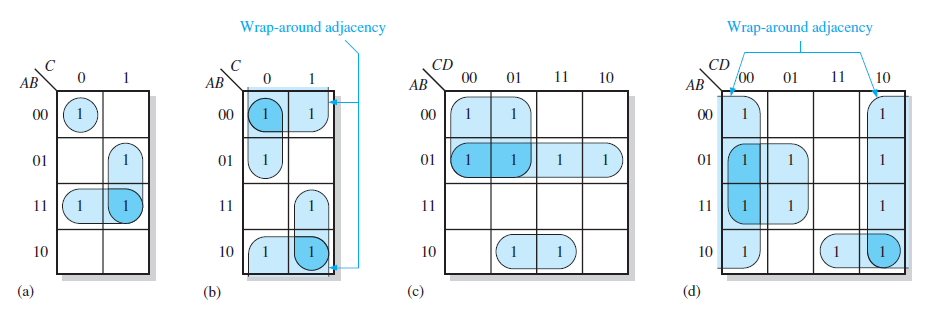 Wrap-around adjacency
Wrap-around adjacency
C
AB 0 1
00 1
01 1
11 1 1
10
(a)
C
AB 0 1
00 1 1
01 1
11 1
10 1 1
(b)
CD
AB 00 01 11 10
00 1 1
01 1 1 1 1
11
10 1 1
(c)
CD
AB 00 01 11 10
00 1 1
01 1 1 1
11 1 1 1
10 1 1 1
(d)